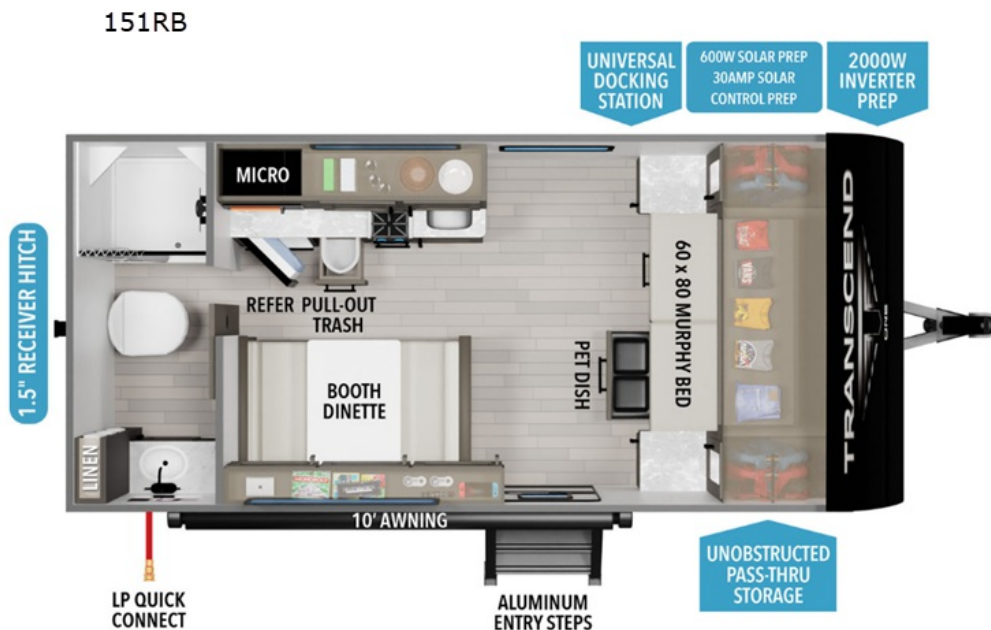 151RB
UNIVERSAL
DOCKING
STATION
600W SOLAR PREP
30AMP SOLAR
CONTROL PREP
2000W
INVERTER
PREP
MICRO
1.5" RECEIVER HITCH
REFER
PULL-OUT
TRASH
BOOTH
DINETTE
PET DISH
60 x 80 MURPHY BED
TRANSCEND
ONE
LINEN
10' AWNING
LP QUICK
CONNECT
ALUMINUM
ENTRY STEPS
UNOBSTRUCTED
PASS-THRU
STORAGE
VANS